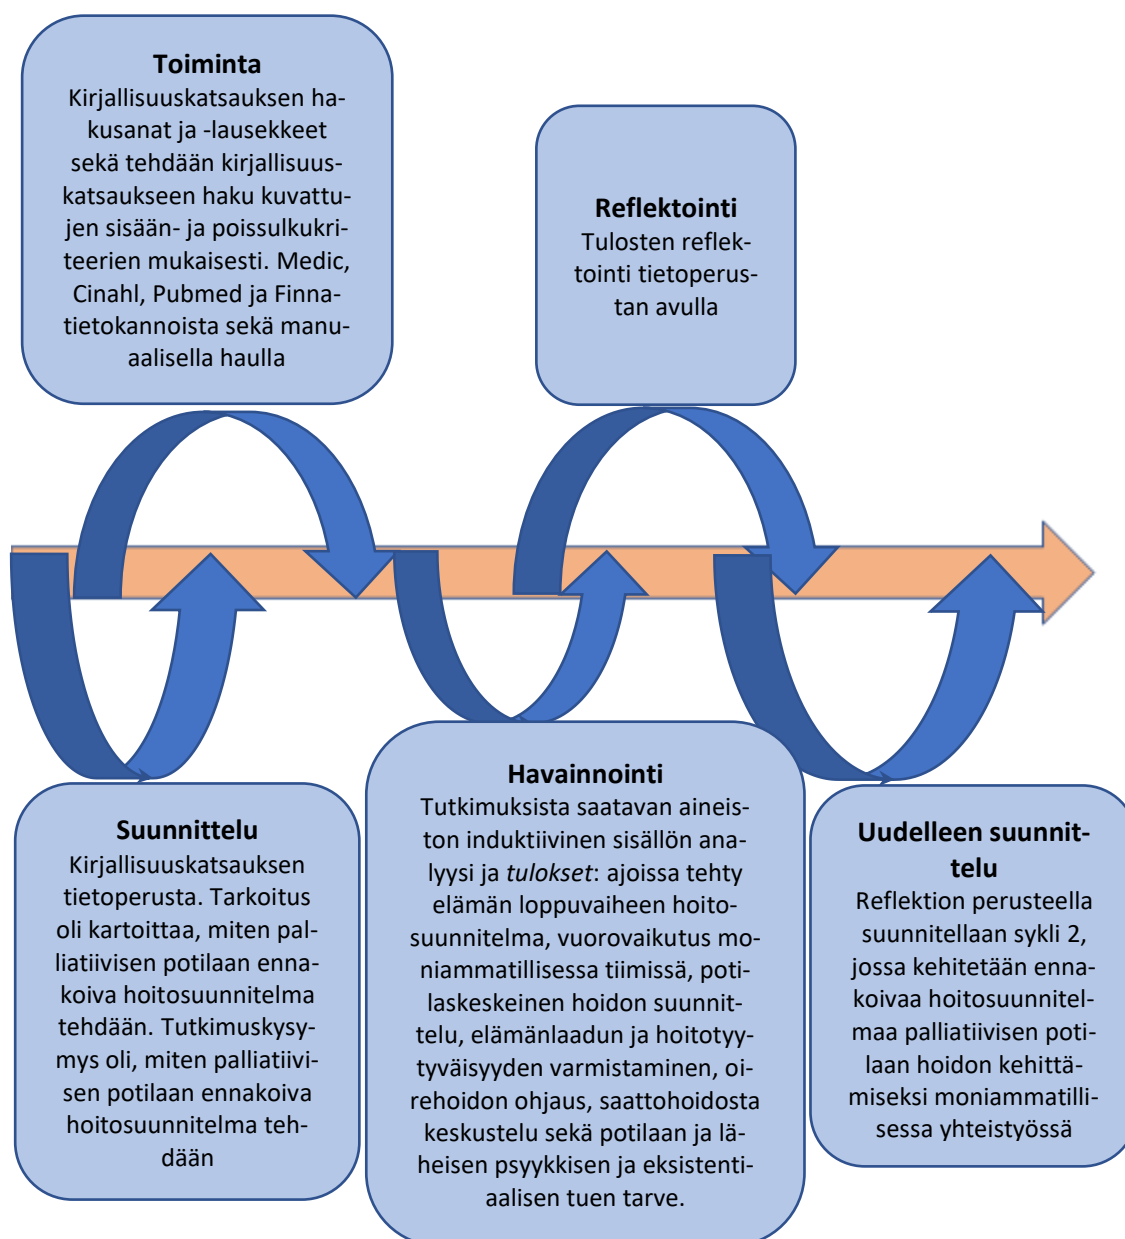 Toiminta
Kirjallisuuskatsauksen ha-
kusanat ja -lausekkeet
sekä tehdään kirjallisuus-
katsaukseen haku kuvattu-
jen sisään- ja poissulkukri-
teerien mukaisesti. Medic,
Cinahl, Pubmed ja Finna-
tietokannoista sekä manu-
aalisella haulla
Reflektointi
Tulosten reflek-
tointi tietoperus-
tan avulla
Suunnittelu
Kirjallisuuskatsauksen
tietoperusta. Tarkoitus
oli kartoittaa, miten pal-
liatiivisen potilaan enna-
koiva hoitosuunnitelma
tehdään. Tutkimuskysy-
mys oli, miten palliatiivi-
sen potilaan ennakoiva
hoitosuunnitelma teh-
dään
Havainnointi
Tutkimuksista saatavan aineis-
ton induktiivinen sisällön ana-
lyysi ja tulokset: ajoissa tehty
elämän loppuvaiheen hoito-
suunnitelma, vuorovaikutus mo-
niammatillisessa tiimissä, poti-
laskeskeinen hoidon suunnit-
telu, elämänlaadun ja hoitotyy-
tyväisyyden varmistaminen, oi-
rehoidon ohjaus, saattohoidosta
keskustelu sekä potilaan ja lä-
heisen psyykkisen ja eksistenti-
aalisen tuen tarve.
Uudelleen suunnit-
telu
Reflektion perusteella
suunnitellaan sykli 2,
jossa kehitetään enna-
koivaa hoitosuunnitel-
maa palliatiivisen poti-
laan hoidon kehittä-
miseksi moniammatilli-
sessa yhteistyössä